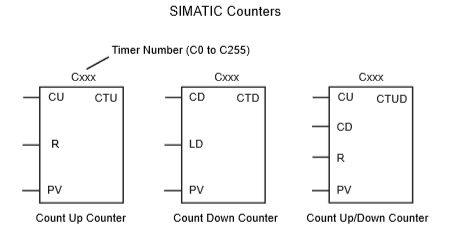 SIMATIC Counters
Timer Number (C0 to C255)
Cxxx Cxxx Cxxx
CU CTU CD CTD CU CTUD
CD
R LD
R
PV PV PV
Count Up Counter Count Down Counter Count Up/Down Counter